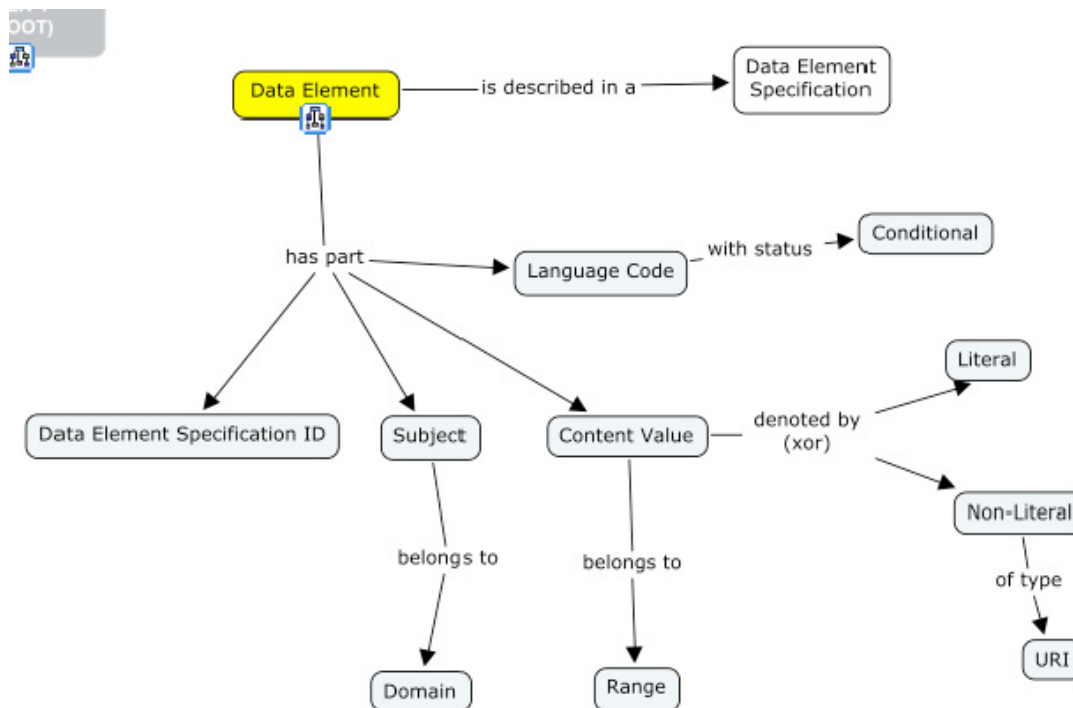 OOT)
Data Element
is described in a
Data Element
Specification
has part
Language Code
with status
Conditional
Data Element Specification ID
Subject
Content Value
denoted by
(xor)
Literal
Non-Literal
belongs to
belongs to
of type
Domain
Range
URI